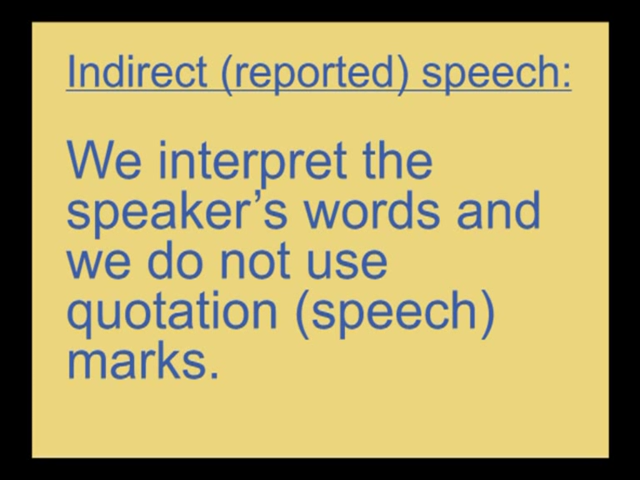 Indirect (reported) speech:
We interpret the
speaker’s words and
we do not use
quotation (speech)
marks.